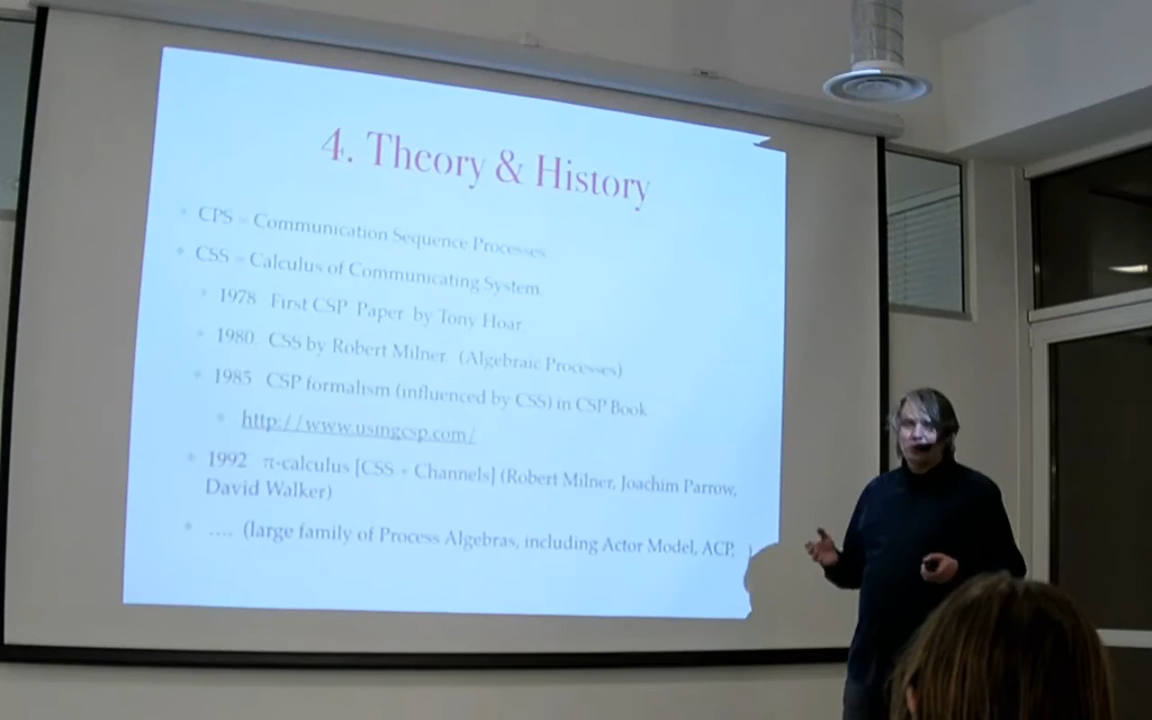 4. Theory & History
CPS - Communication Sequence Processes
CSS - Calculus of Communicating System
1978 First CSP Paper by Tony Hoar
1980 CSS by Robert Milner (Algebraic Processes)
1985 CSP formalism (influenced by CSS) in CSP Book
http://www.usingcsp.com/
1992 π-calculus [CSS + Channels] (Robert Milner, Joachim Parrow,
David Walker)
.... (large family of Process Algebras, including Actor Model, ACP, )